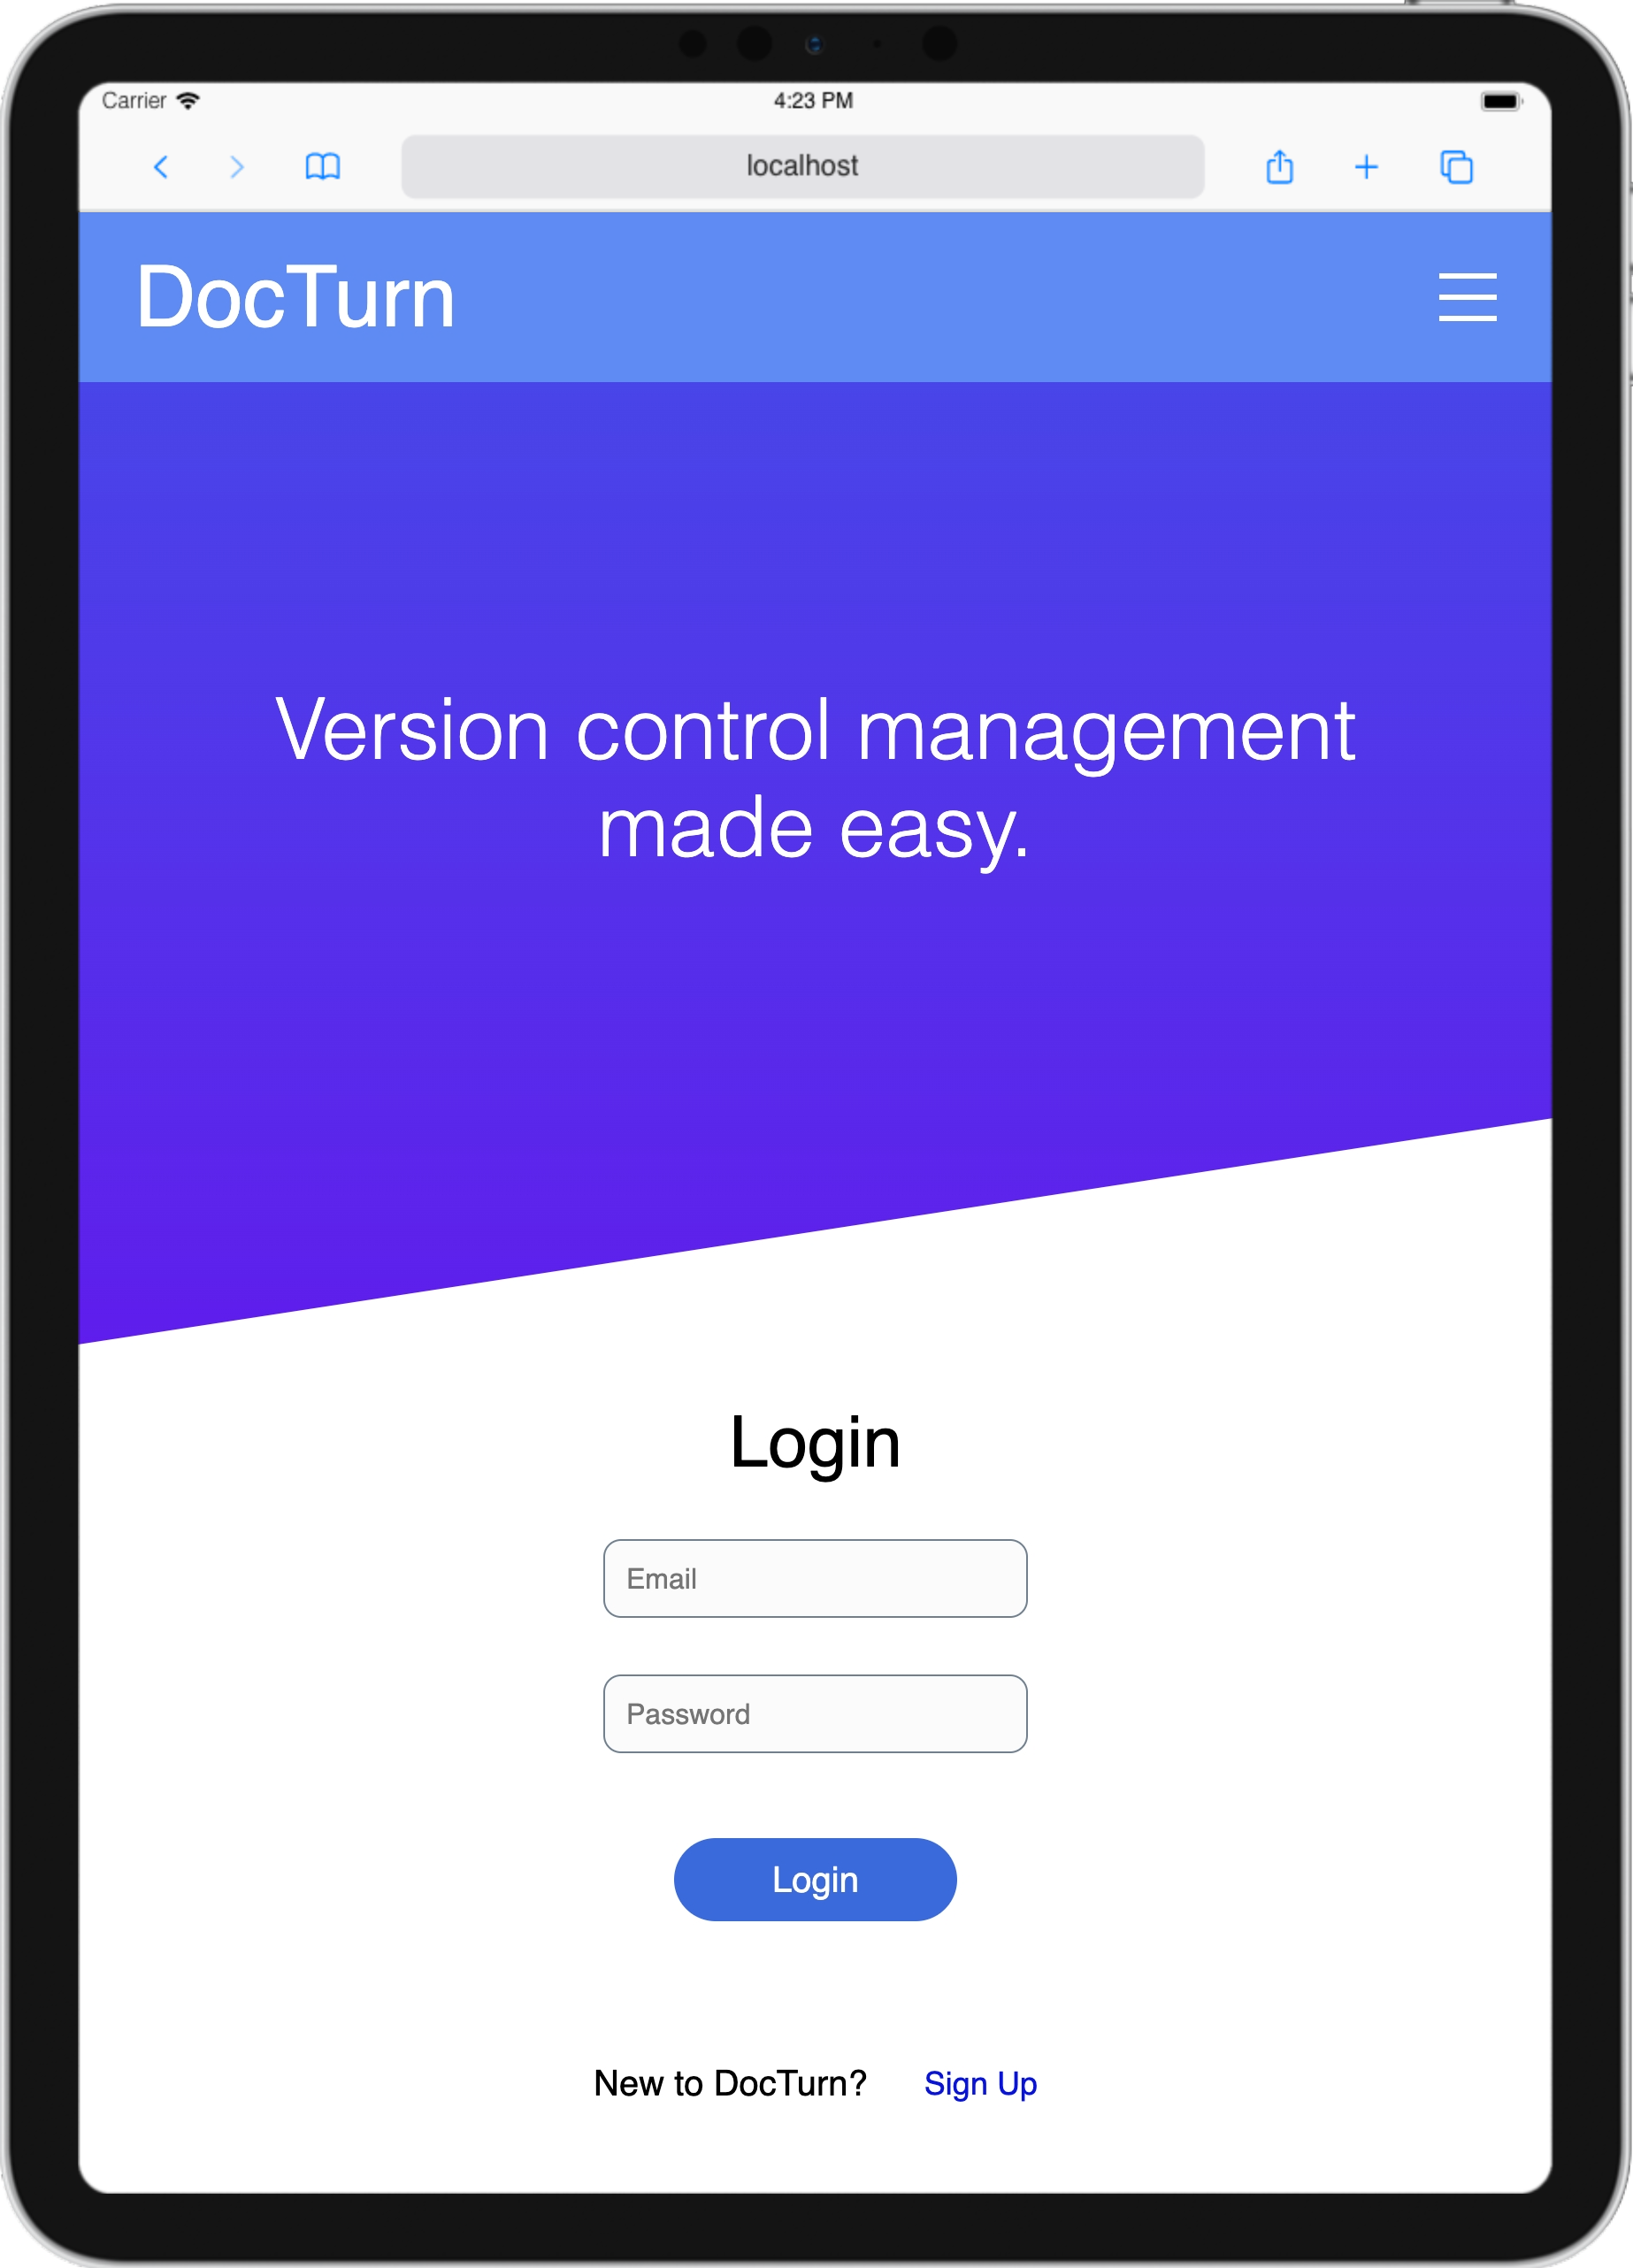 Carrier
4:23 PM
localhost
DocTurn
Version control management
made easy.
Login
Email
Password
Login
New to DocTurn? Sign Up